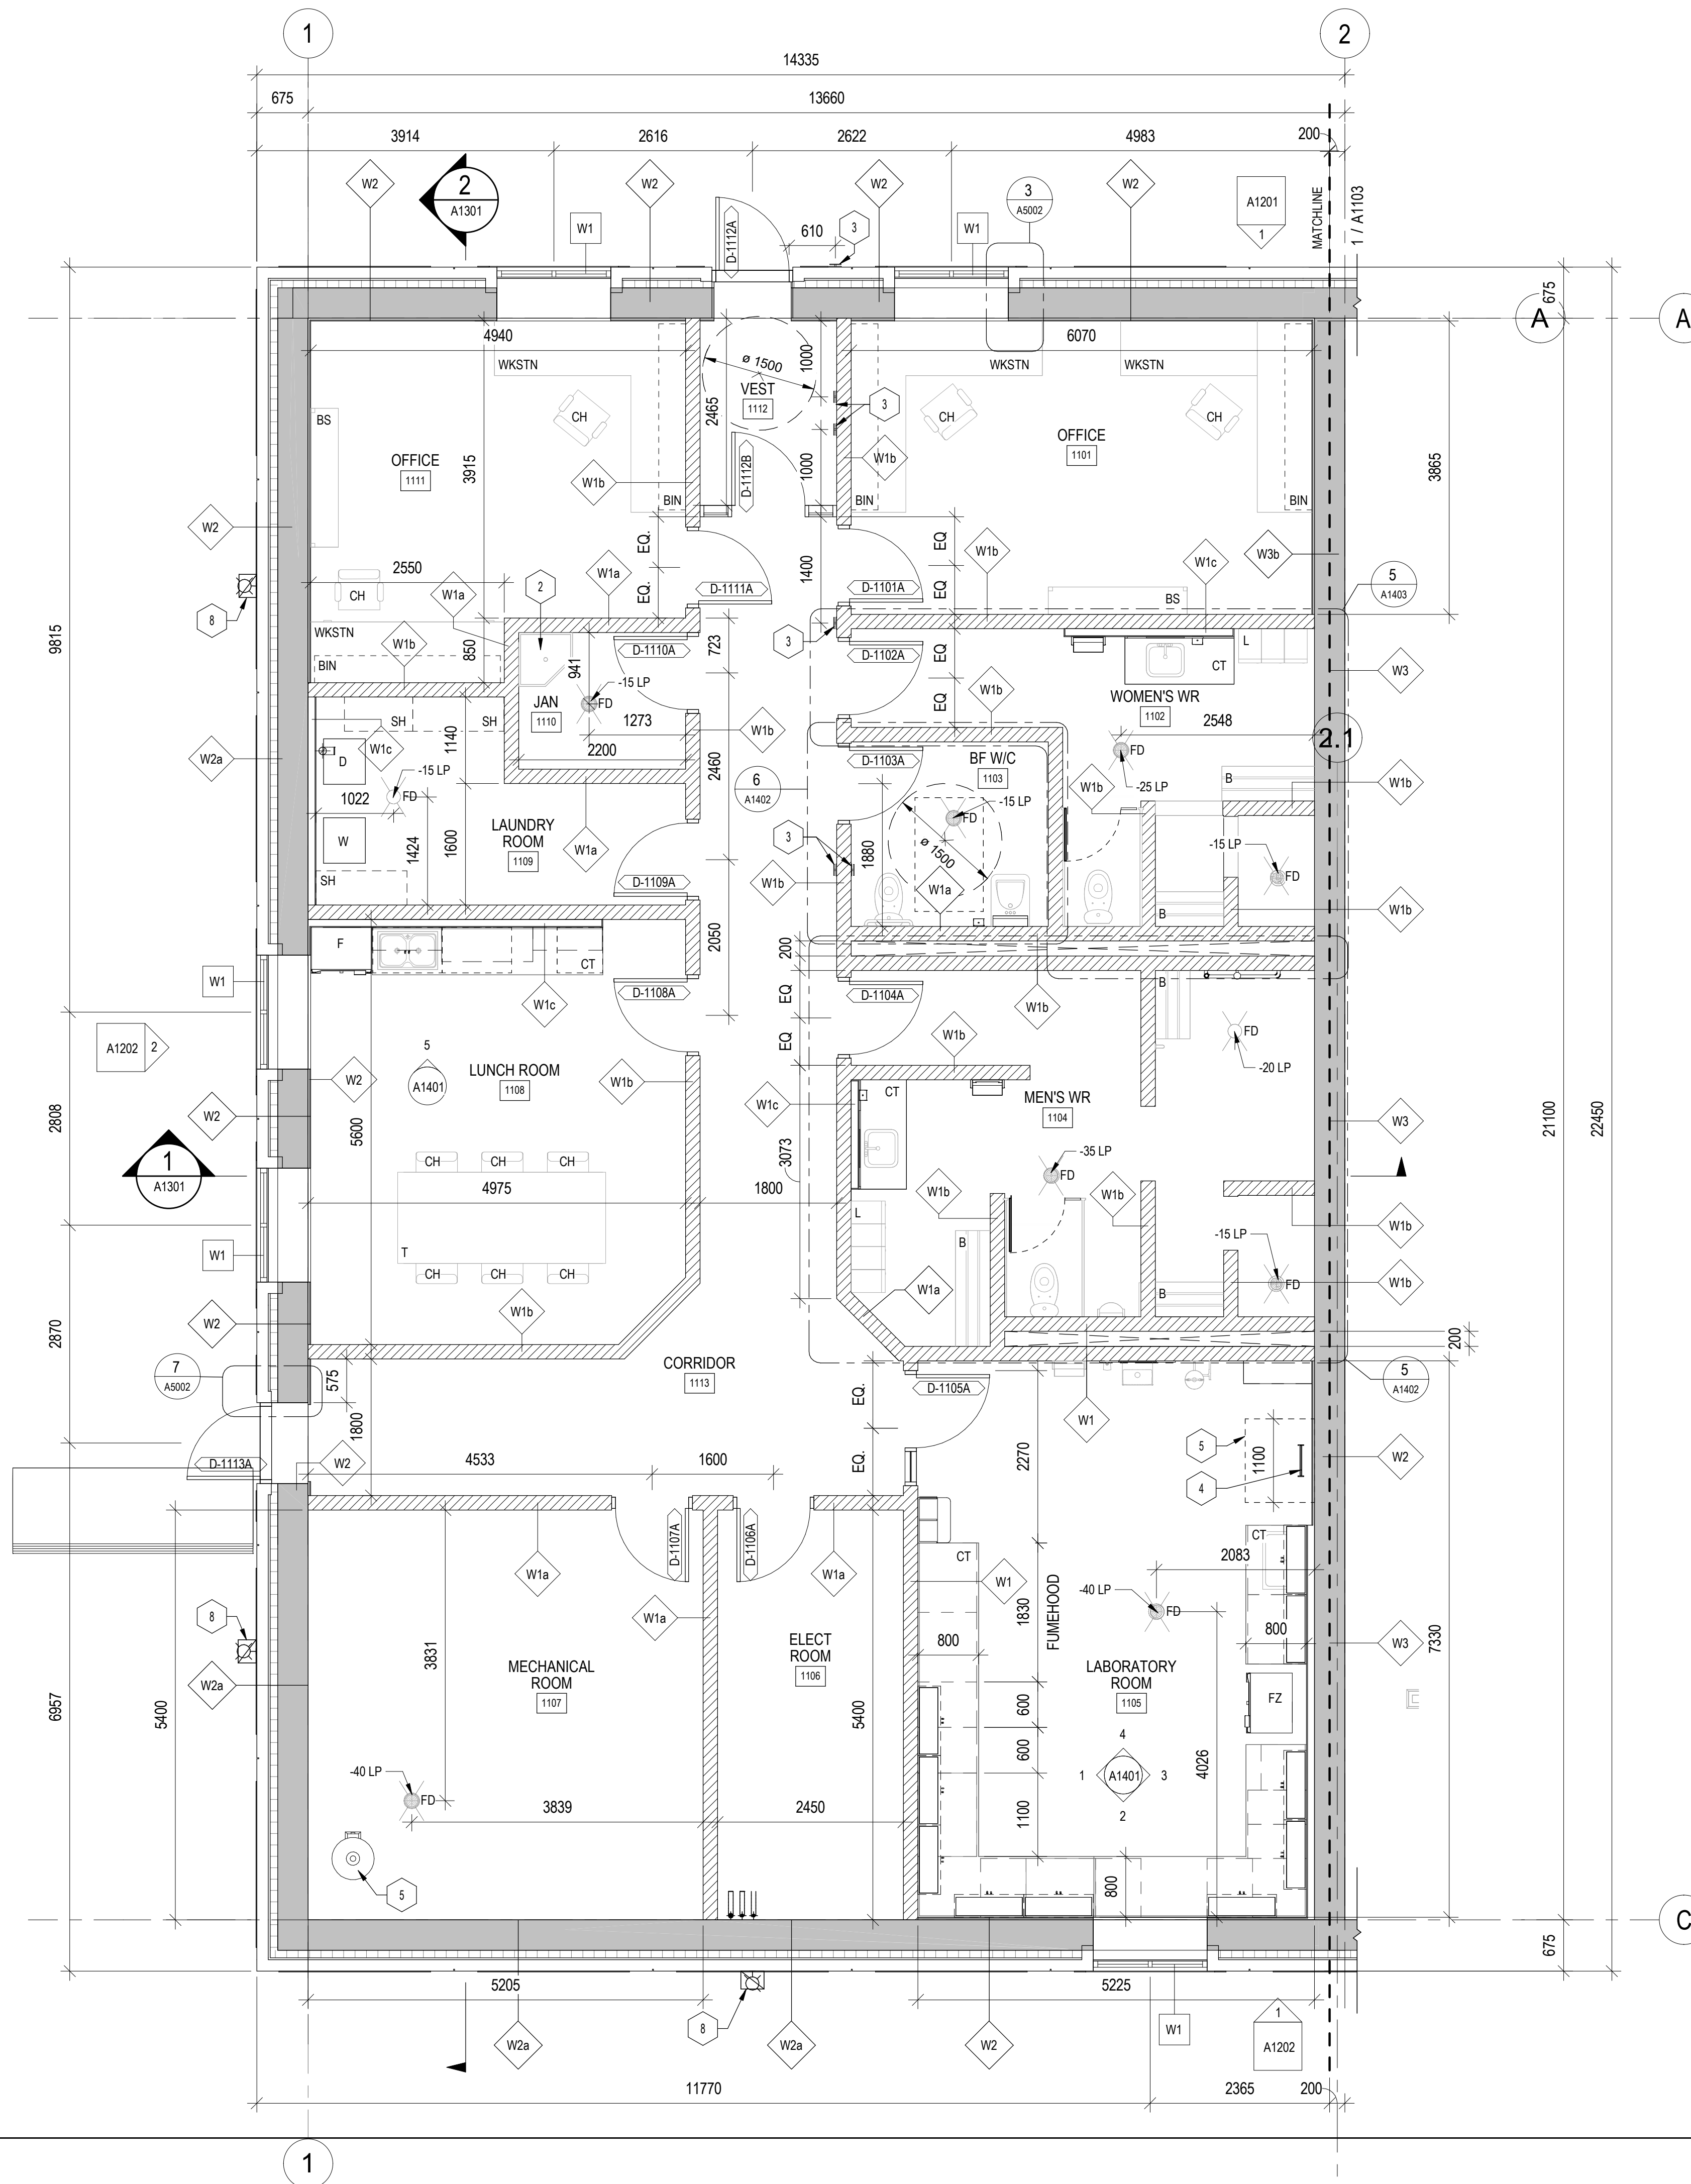 1
2
14335
675
13660
3914
2616
2622
4983
200
W2
2
A1301
W2
W2
3
A5002
W2
A1201
1
MATCHLINE
1 / A1103
W1
D-1112A
610
3
W1
675
A
A
4940
WKSTN
ø 1500
1000
6070
WKSTN
WKSTN
VEST
1112
2465
3
BS
CH
CH
CH
OFFICE
1111
3915
OFFICE
1101
W1b
D-1112B
1000
W1b
3865
BIN
BIN
W2
EQ.
EQ.
1400
EQ
EQ
W1b
W1c
W3b
2550
W1a
2
W1a
D-1111A
D-1101A
5
A1403
8
CH
BS
WKSTN
W1b
850
BIN
D-1110A
723
3
D-1102A
EQ
EQ
L
CT
9815
941
-15 LP
FD
JAN
1110
1273
2200
W1b
W1b
WOMEN'S WR
1102
2548
W3
SH
SH
W1c
1140
D
W2a
2460
D-1103A
BF W/C
1103
FD
-25 LP
2.1
-15 LP
FD
1022
6
A1402
-15 LP
FD
W1b
B
W1b
LAUNDRY
ROOM
1109
W
1424
1600
W1a
3
ø 1500
1880
-15 LP
FD
SH
D-1109A
W1b
W1a
B
W1b
F
CT
2050
200
W1
W1c
D-1108A
EQ
EQ
D-1104A
W1b
W1b
B
FD
-20 LP
A1202
2
5
A1401
LUNCH ROOM
1108
W2
W1b
W1c
CT
MEN'S WR
1104
2808
W2
5600
3073
-35 LP
FD
W3
21100
22450
1
A1301
CH
CH
CH
4975
1800
W1b
W1b
L
W1b
W1
T
B
-15 LP
CH
CH
CH
W1a
FD
W1b
B
W2
W1b
2870
200
7
A5002
CORRIDOR
1113
575
5
A1402
D-1105A
EQ.
EQ.
W1
1800
D-1113A
W2
4533
1600
2270
5
1100
4
W2
D-1107A
D-1106A
W1a
W1a
CT
W1
CT
2083
8
W1a
FUMEHOOD
1830
-40 LP
FD
800
800
W3
7330
3831
MECHANICAL
ROOM
1107
ELECT
ROOM
1106
LABORATORY
ROOM
1105
W2a
6957
5400
5400
600
FZ
600
4
1
A1401
3
2
4026
-40 LP
FD
3839
2450
1100
5
800
C
675
5205
5225
8
W2a
W2a
W2
W1
1
A1202
11770
2365
200
1